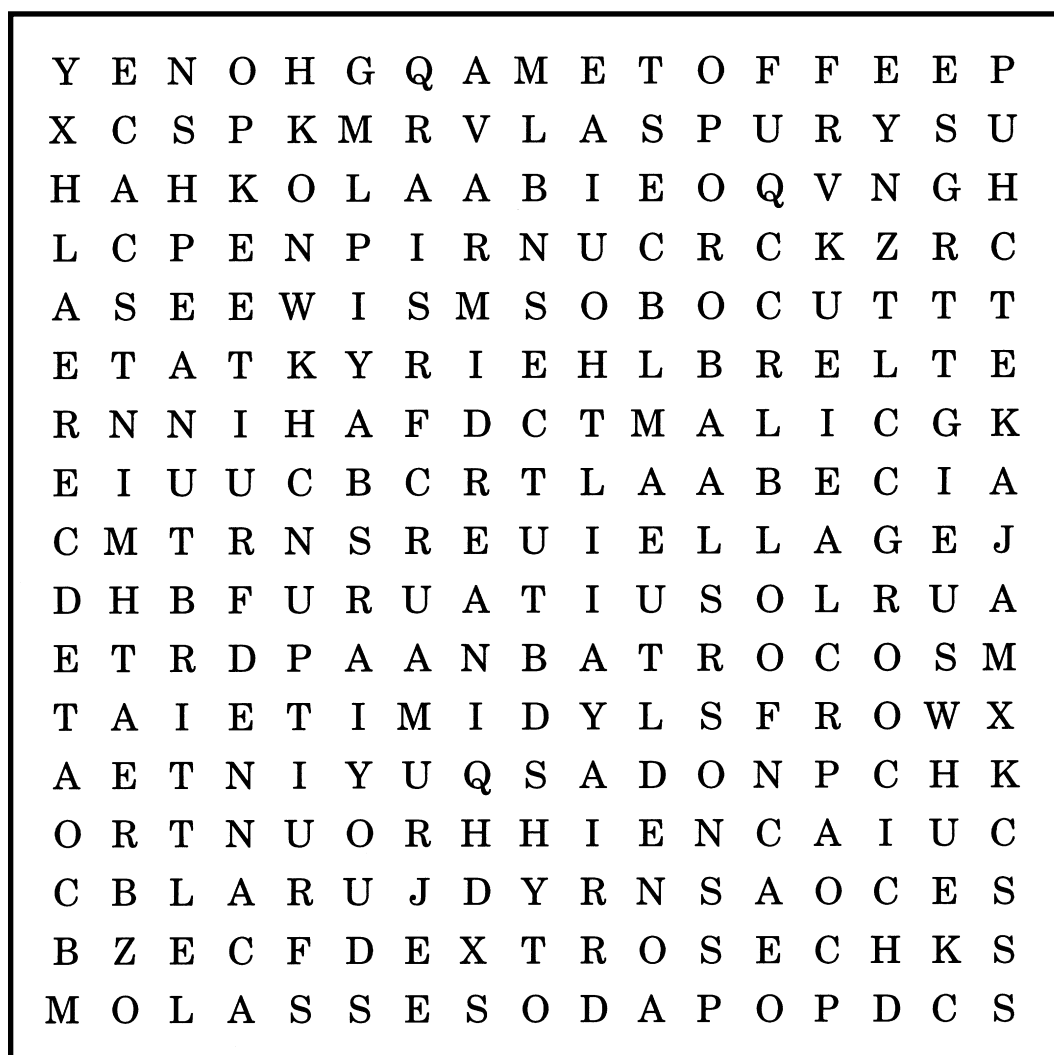 Y E N O H G Q A M E T O F F E E P
X C S P K M R V L A S P U R Y S U
H A H K O L A A B I E O Q V N G H
L C P E N P I R N U C R C K Z R C
A S E E W I S M S O B O C U T T T
E T A T K Y R I E H L B R E L T E
R N N I H A F D C T M A L I C G K
E I U U C B C R T L A A B E C I A
C M T R N S R E U I E L L A G E J
D H B F U R U A T I U S O L R U A
E T R D P A A N B A T R O C O S M
T A I E T I M I D Y L S F R O W X
A E T N I Y U Q S A D O N P C H K
O R T N U O R H H I E N C A I U C
C B L A R U J D Y R N S A O C E S
B Z E C F D E X T R O S E C H K S
M O L A S S E S O D A P O P D C S